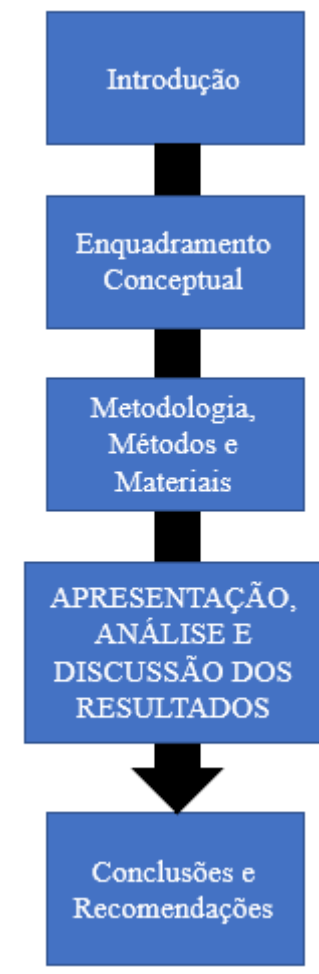 Introdução
Enquadramento
Conceptual
Metodologia,
Métodos e
Materiais
APRESENTAÇÃO,
ANÁLISE E
DISCUSSÃO DOS
RESULTADOS
Conclusões e
Recomendações